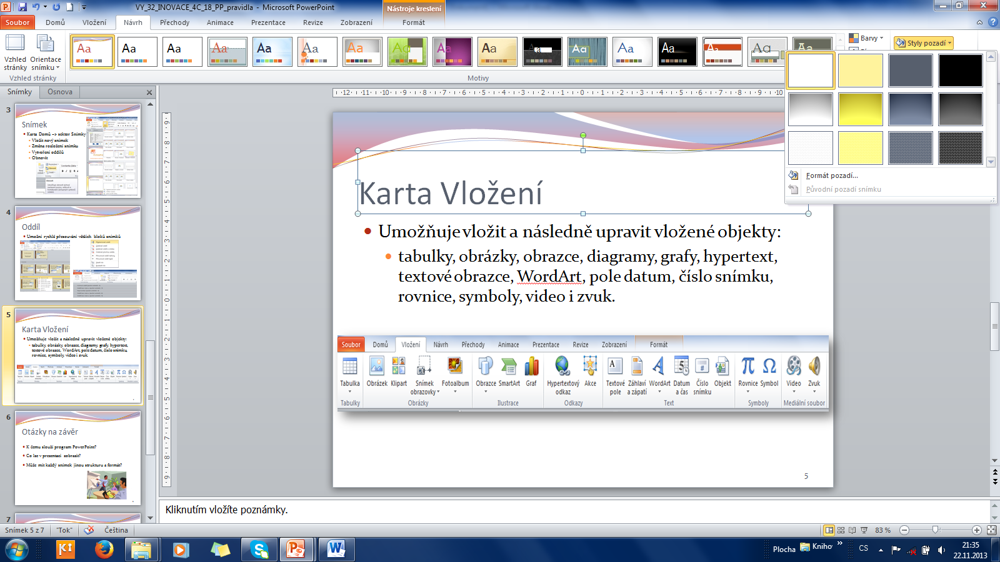 VY_32_INOVACE_4C_18_PP_pravidla - Microsoft PowerPoint
Nástroje kreslení
Soubor Domů Vložení Návrh Přechody Animace Prezentace Revize Zobrazení Formát
Vzhled stránky
Orientace snímku
Aa Aa Aa Aa Aa Aa Aa Aa Aa Aa Aa Aa Aa Aa Aa Aa Aa
Barvy
Styly pozadí
Vzhled stránky
Motivy
Formát pozadí...
Původní pozadí snímku
Snímky Osnova
3
Snímek
Karta Domů -> sektor Snímky
Vložit nový snímek
Změna rozložení snímku
Vytvoření oddílů
Obnovit
4
Oddíl
Umožní rychlé přesouvání větších bloků snímků
5
Karta Vložení
Umožňuje vložit a následně upravit vložené objekty:
tabulky, obrázky, obrazce, diagramy, grafy, hypertext,
textové obrazce, WordArt, pole datum, číslo snímku,
rovnice, symboly, video i zvuk.
6
Otázky na závěr
K čemu slouží program PowerPoint?
Co lze v prezentaci zobrazit?
Může mít každý snímek jinou strukturu a formát?
7
Karta Vložení
Umožňuje vložit a následně upravit vložené objekty:
tabulky, obrázky, obrazce, diagramy, grafy, hypertext,
textové obrazce, WordArt, pole datum, číslo snímku,
rovnice, symboly, video i zvuk.
Soubor Domů Vložení Návrh Přechody Animace Prezentace Revize Zobrazení Formát
Tabulka Obrázek Klipart Snímek obrazovky Fotoalbum Obrazce SmartArt Graf Hypertextový odkaz Akce Textové pole Záhlaví a zápatí WordArt Datum a čas Číslo snímku Objekt Rovnice Symbol Video Zvuk
Tabulky Obrázky Ilustrace Odkazy Text Symboly Mediální soubor
5
Kliknutím vložíte poznámky.
Snímek 5 z 7 "Tok" Čeština 83 %
Plocha Kniho » CS 21:35
22.11.2013